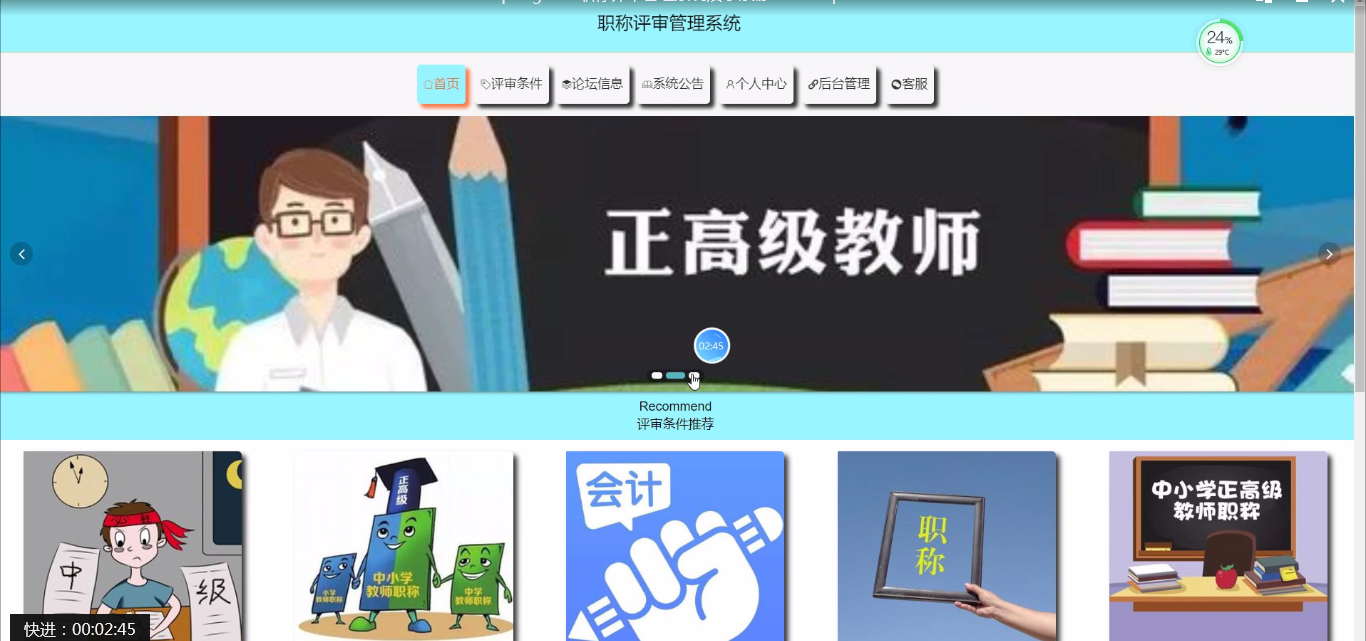 职称评审管理系统
24%
29°C
首页
评审条件
论坛信息
系统公告
个人中心
后台管理
客服
正高级教师
02:45
Recommend
评审条件推荐
中
级
正高级
中小学
教师职称
小学
教师职称
中学
教师职称
会计
职称
中小学正高级
教师职称
快进：00:02:45